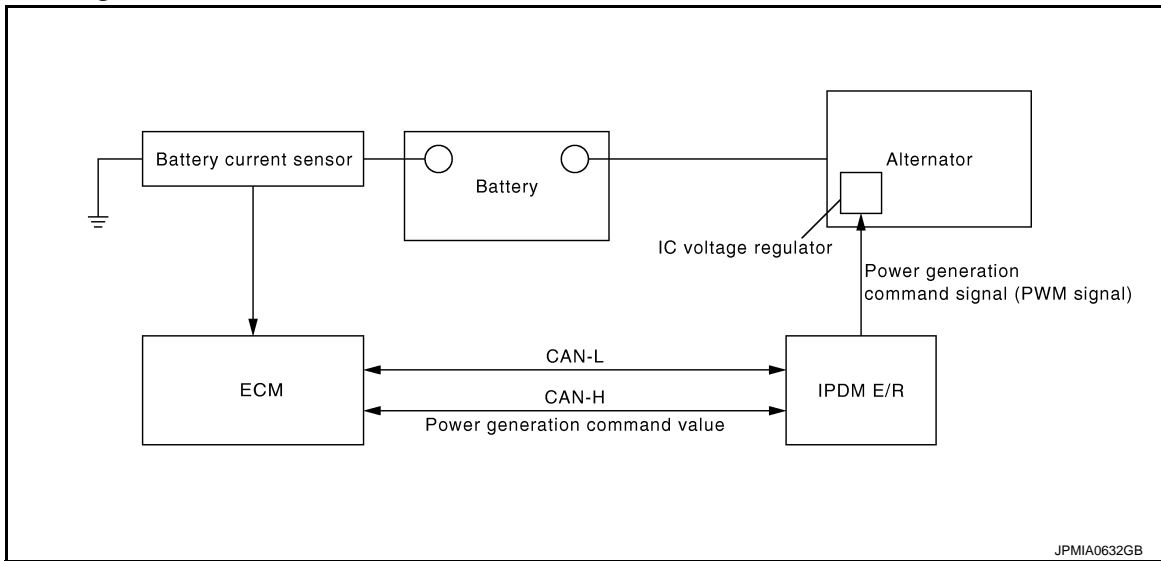 Battery current sensor
Battery
Alternator
IC voltage regulator
Power generation
command signal (PWM signal)
ECM
CAN-L
CAN-H
Power generation command value
IPDM E/R
JPMIA0632GB